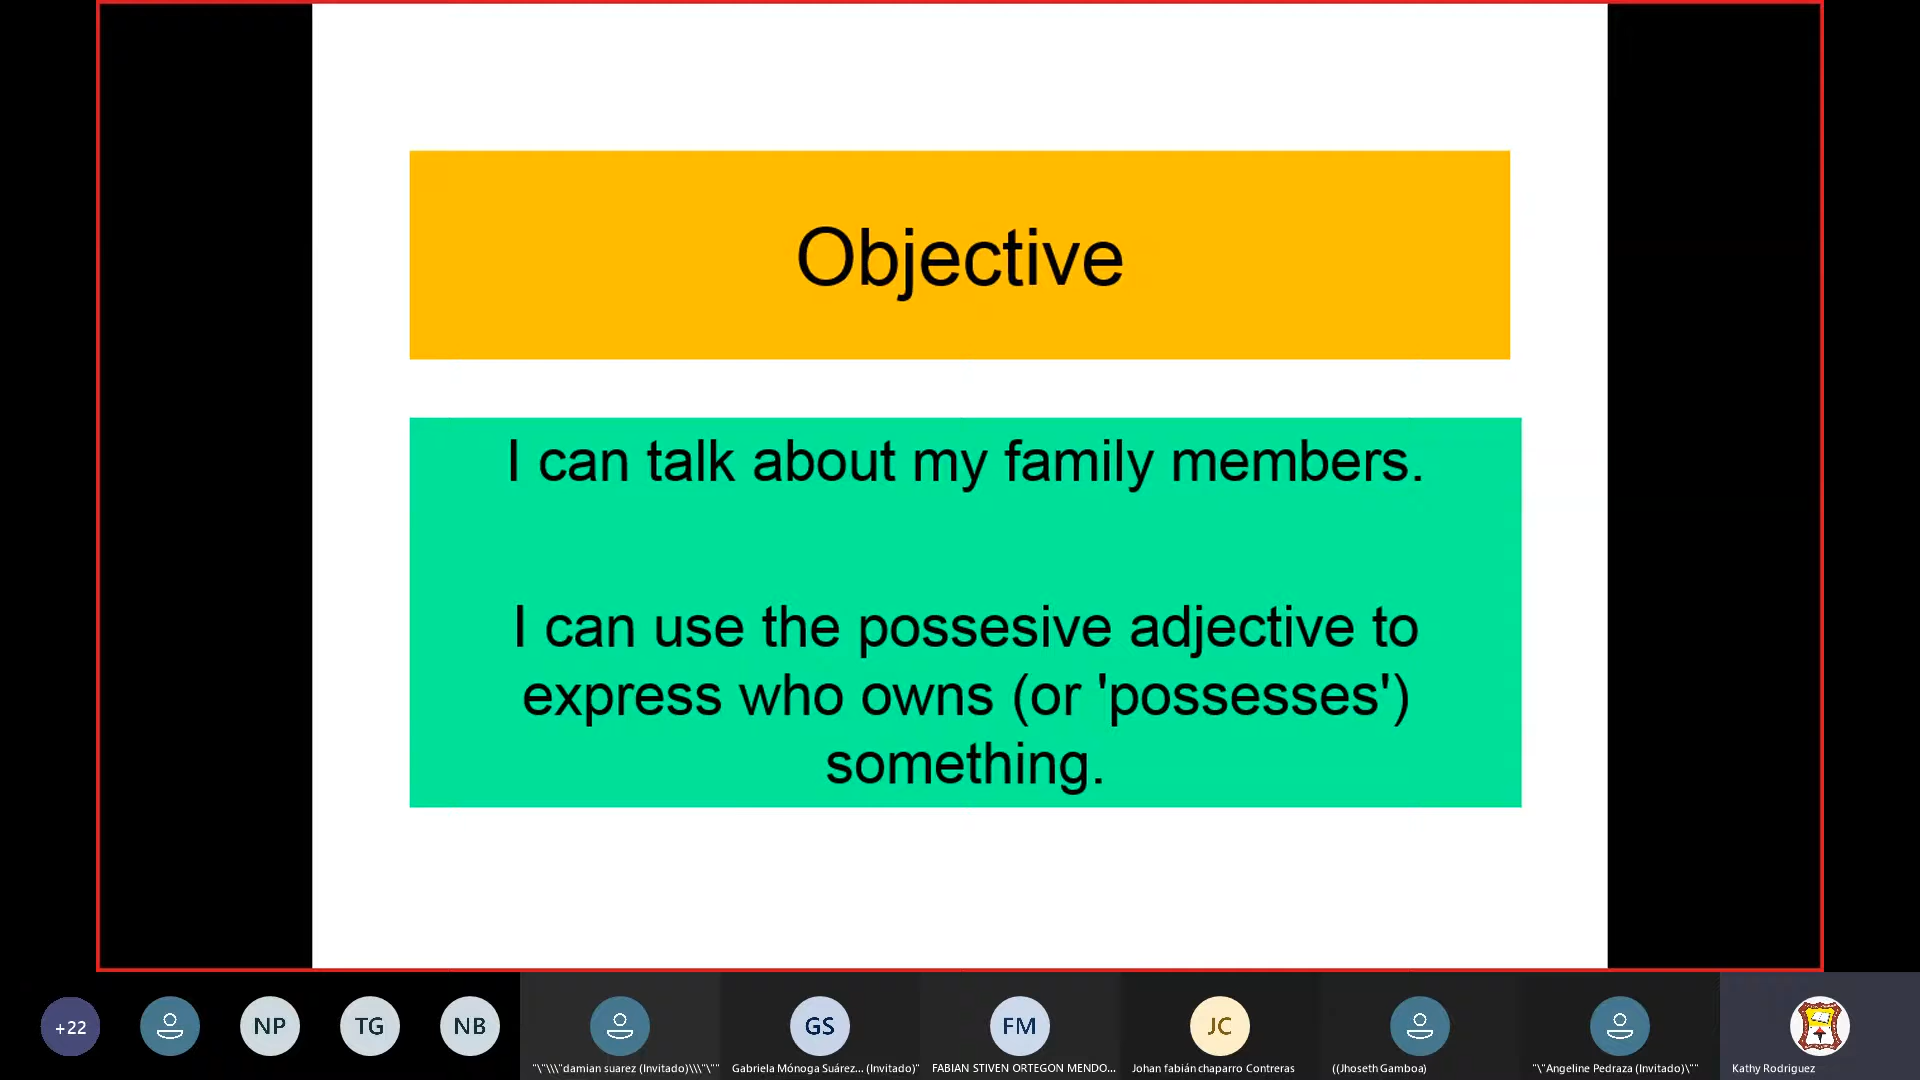 Objective
I can talk about my family members.
I can use the possesive adjective to
express who owns (or 'possesses')
something.
+22
NP
TG
NB
GS
FM
JC
"\"\\\"damian suarez (Invitado)\\\"\""
Gabriela Mónoga Suárez... (Invitado)"
FABIAN STIVEN ORTEGON MENDO...
Johan fabián chaparro Contreras
((Jhoseth Gamboa)
"\"Angeline Pedraza (Invitado)\""
Kathy Rodriguez